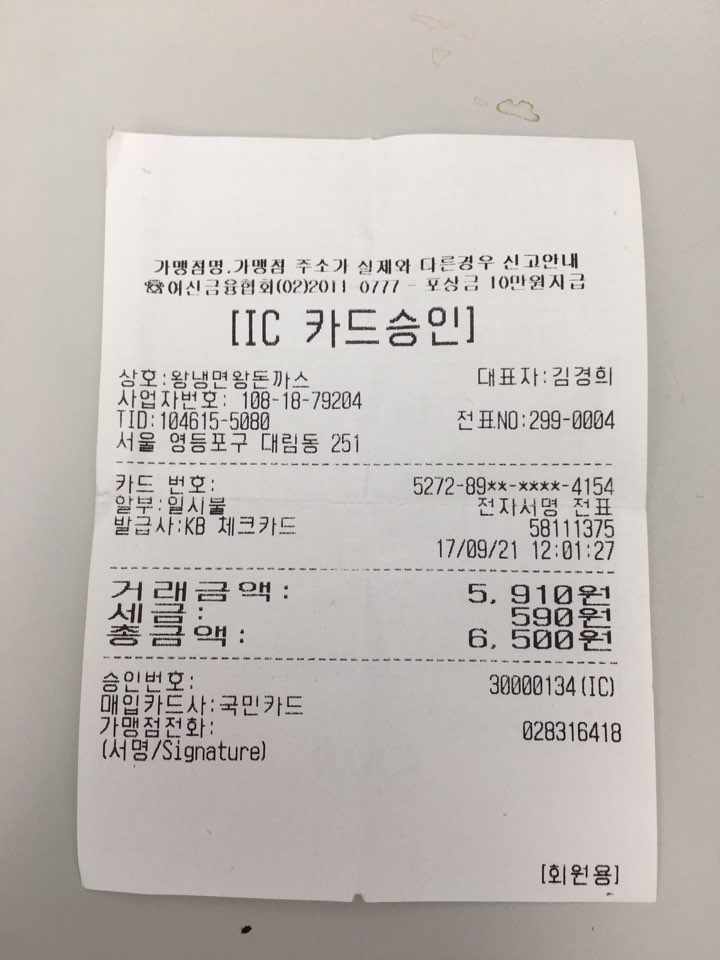 가맹점명,가맹점 주소가 실제와 다른경우 신고안내
☎여신금융협회(02)2011-0777 - 포상금 10만원지급
[IC 카드승인]
상호:왕냉면왕돈까스 대표자:김경희
사업자번호: 108-18-79204
TID:104615-5080 전표NO:299-0004
서울 영등포구 대림동 251
카드 번호: 5272-89**-****-4154
할부:일시불 전자서명 전표
발급사:KB 체크카드 58111375
17/09/21 12:01:27
거래금액: 5,910원
세금: 590원
총금액: 6,500원
승인번호: 30000134(IC)
매입카드사:국민카드
가맹점전화: 028316418
(서명/Signature)
[회원용]